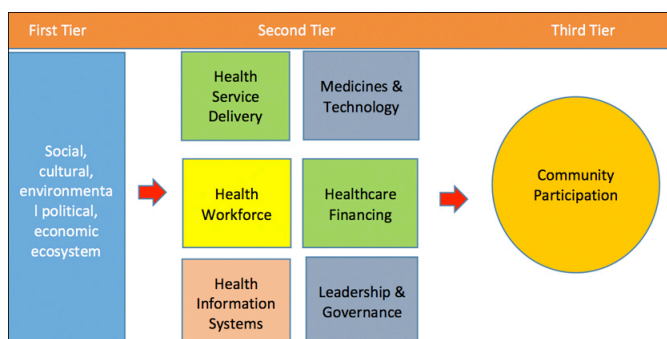 First Tier
Second Tier
Third Tier
Social,
cultural,
environmenta
l political,
economic
ecosystem
Health
Service
Delivery
Medicines &
Technology
Health
Workforce
Healthcare
Financing
Health
Information
Systems
Leadership &
Governance
Community
Participation